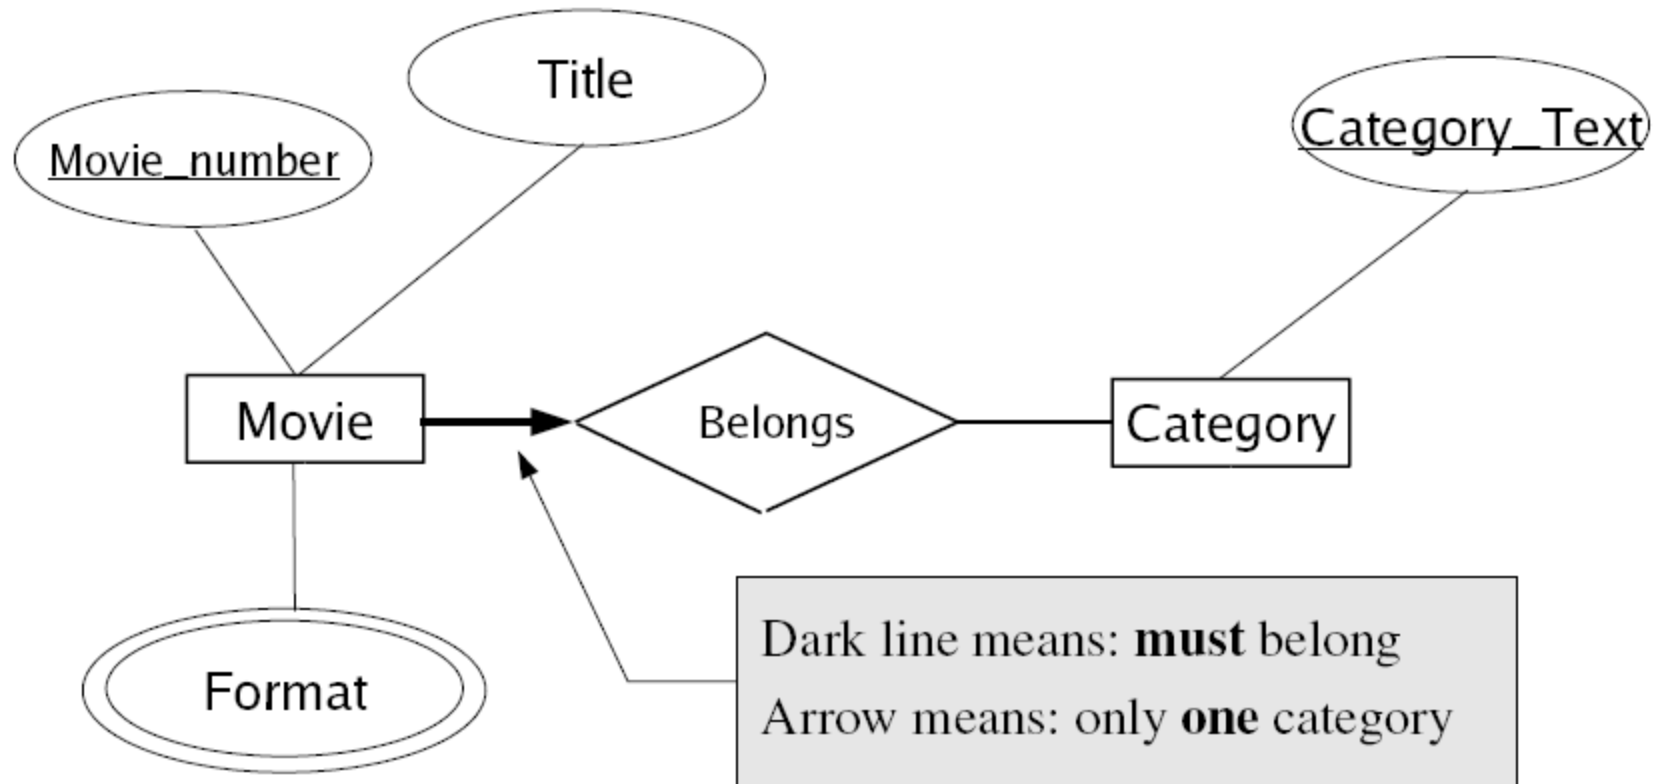 Title
Movie_number
Category_Text
Movie
Belongs
Category
Format
Dark line means: must belong
Arrow means: only one category